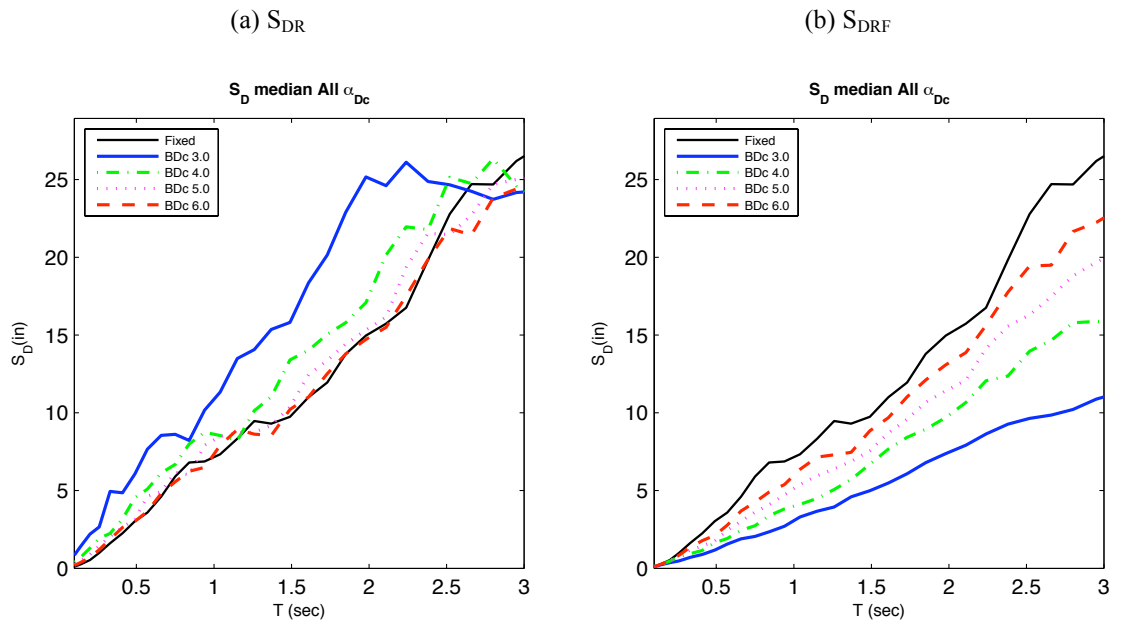 (a) S_DR
(b) S_DRF
S_D median All α_Dc
Fixed
BDc 3.0
BDc 4.0
BDc 5.0
BDc 6.0
25
20
15
10
5
0
S_D(in)
0.5 1 1.5 2 2.5 3
T (sec)
S_D median All α_Dc
Fixed
BDc 3.0
BDc 4.0
BDc 5.0
BDc 6.0
25
20
15
10
5
0
S_D(in)
0.5 1 1.5 2 2.5 3
T (sec)